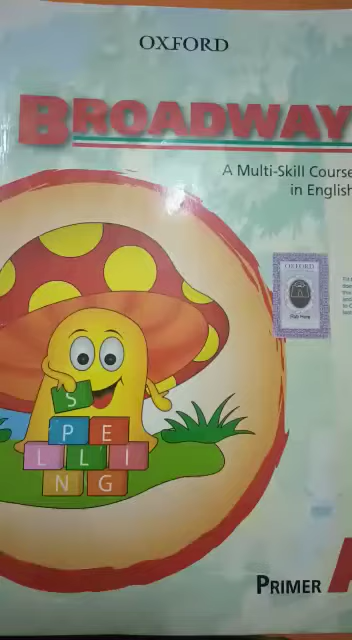 OXFORD
BROADWAY
A Multi-Skill Course
in English
OXFORD
S
P E
L L I
N G
PRIMER A